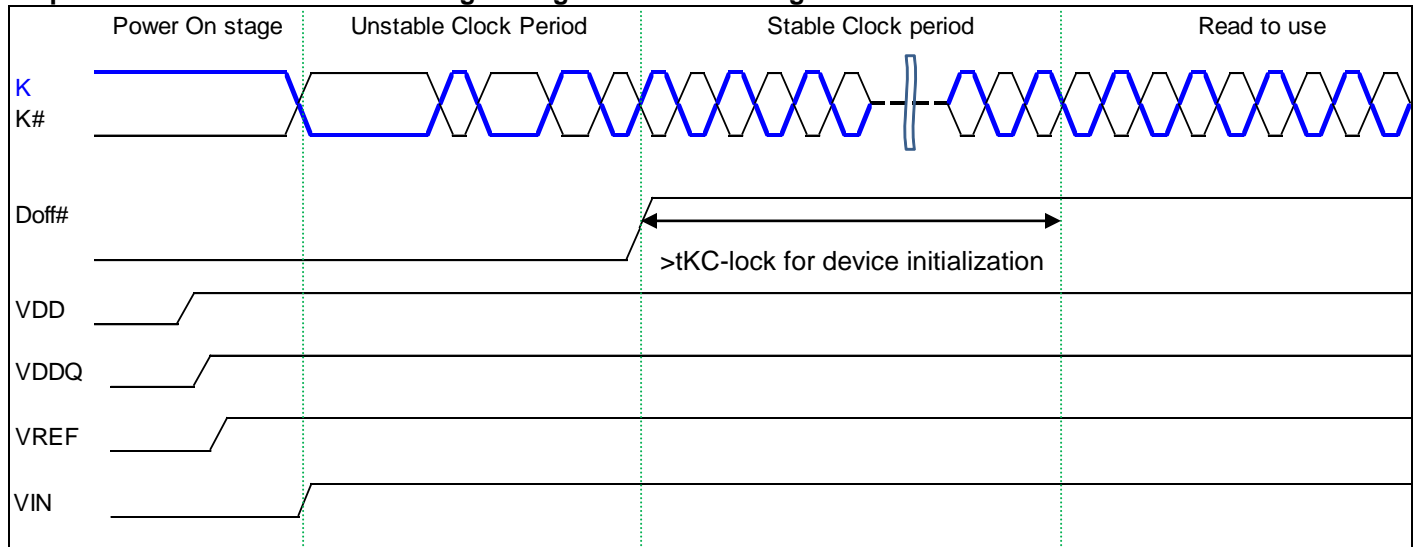 Power On stage Unstable Clock Period Stable Clock period Read to use
K
K#
Doff#
>tKC-lock for device initialization
VDD
VDDQ
VREF
VIN